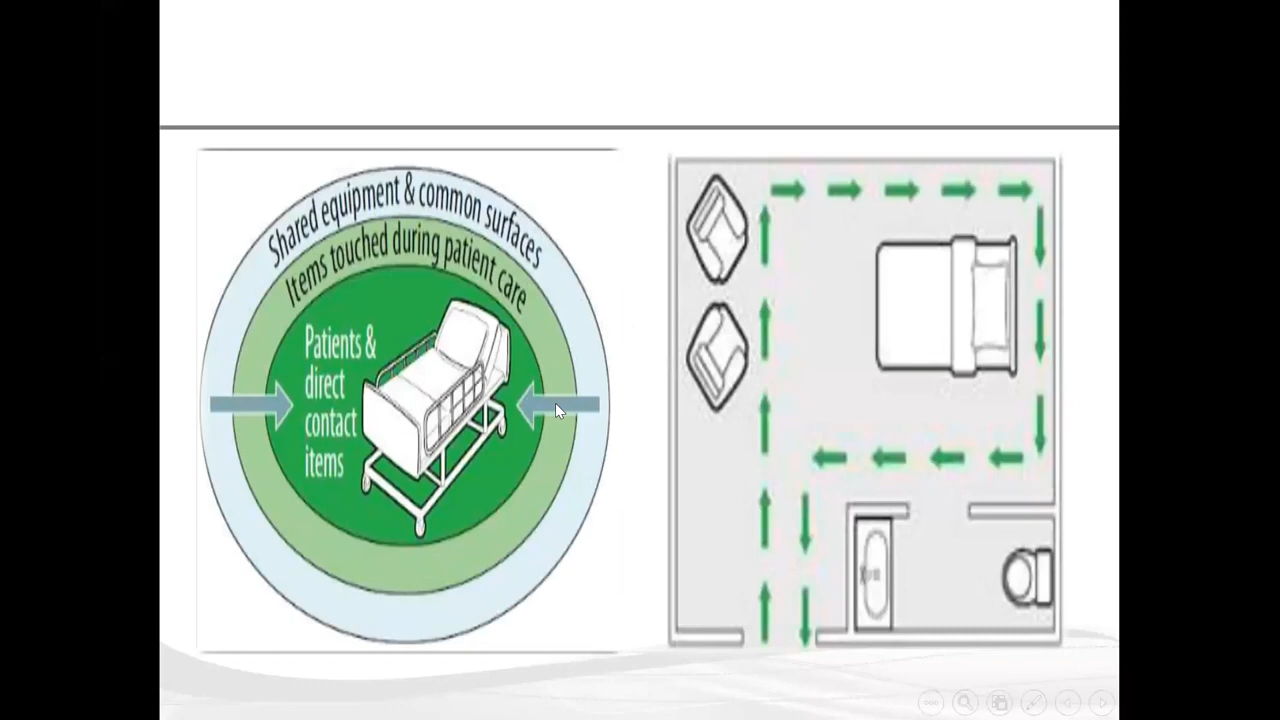 Shared equipment & common surfaces
Items touched during patient care
Patients &
direct
contact
items